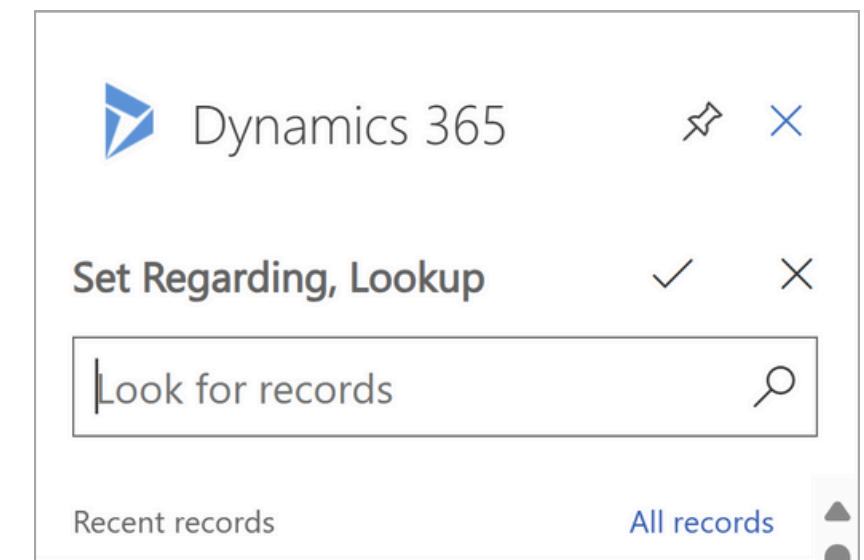 Dynamics 365
Set Regarding, Lookup
Look for records
Recent records All records